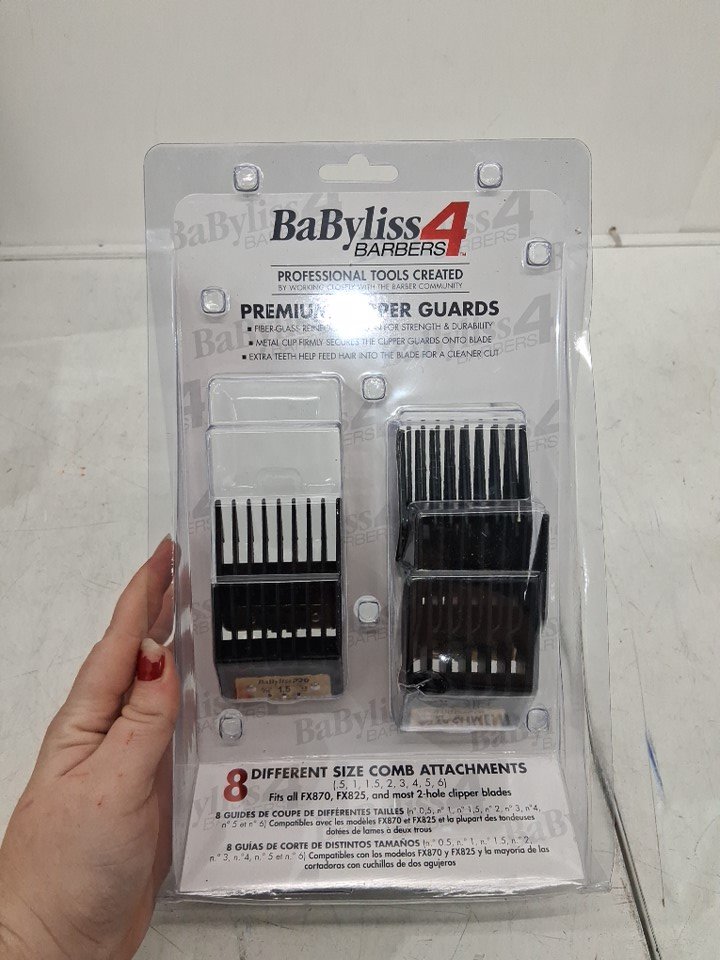 BaByliss4
BARBERS™
PROFESSIONAL TOOLS CREATED
BY WORKING CLOSELY WITH THE BARBER COMMUNITY
PREMIUM CLIPPER GUARDS
▪ FIBER-GLASS FOR STRENGTH & DURABILITY
▪ METAL CLIP FIRMLY SECURES THE CLIPPER GUARDS ONTO BLADE
▪ EXTRA TEETH HELP FEED HAIR INTO THE BLADE FOR A CLEANER CUT
BaBylissPRO
1.5
8 DIFFERENT SIZE COMB ATTACHMENTS
(.5, 1, 1.5, 2, 3, 4, 5, 6)
Fits all FX870, FX825, and most 2-hole clipper blades
8 GUIDES DE COUPE DE DIFFÉRENTES TAILLES (n° 0,5, n° 1, n° 1,5, n° 2, n° 3, n°4,
n° 5 et n° 6) Compatibles avec les modèles FX870 et FX825 et la plupart des tondeuses
dotées de lames à deux trous
8 GUÍAS DE CORTE DE DISTINTOS TAMAÑOS (n.° 0.5, n.° 1, n.° 1.5, n.° 2,
n.° 3, n.°4, n.° 5 et n.° 6) Compatibles con los modelos FX870 y FX825 y la mayoría de las
cortadoras con cuchillas de dos agujeros